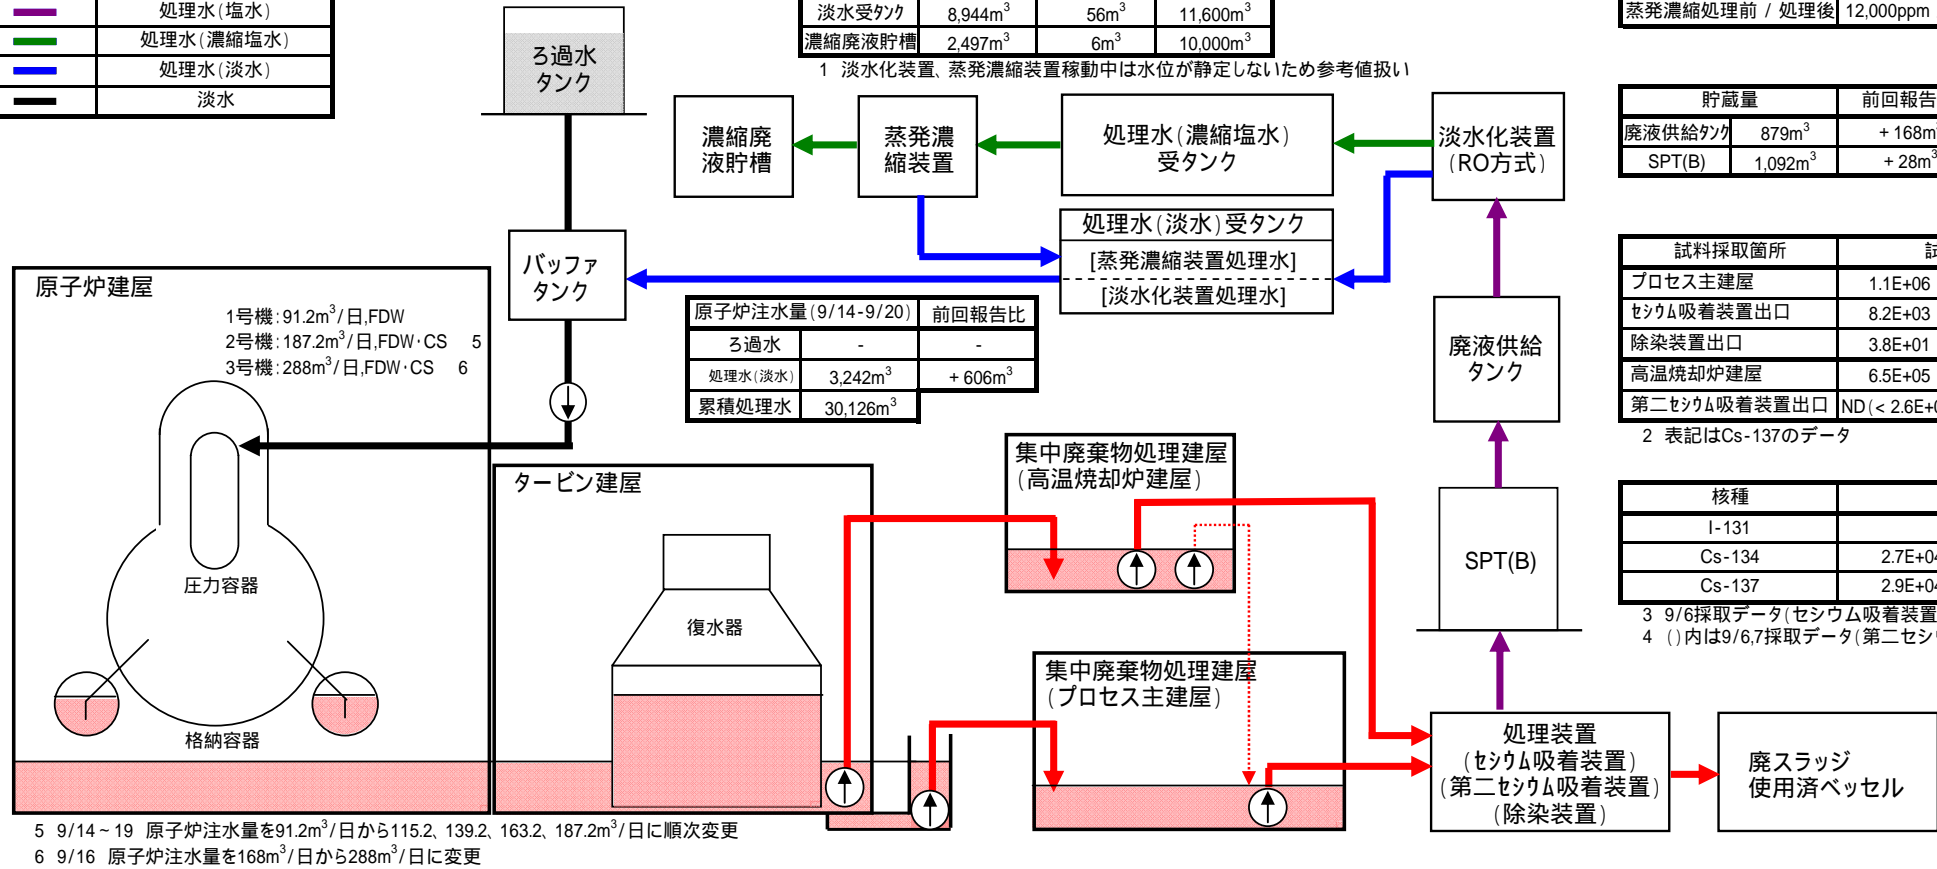 処理水(塩水)
処理水(濃縮塩水)
処理水(淡水)
淡水
ろ過水
タンク
淡水受タンク 8,944m³ 56m³ 11,600m³
濃縮廃液貯槽 2,497m³ 6m³ 10,000m³
1 淡水化装置、蒸発濃縮装置稼動中は水位が静定しないため参考値扱い
蒸発濃縮処理前 / 処理後 12,000ppm
貯蔵量 前回報告
廃液供給タンク 879m³ +168m
SPT(B) 1,092m³ +28m³
濃縮廃
液貯槽
蒸発濃
縮装置
処理水(濃縮塩水)
受タンク
淡水化装置
(RO方式)
処理水(淡水)受タンク
[蒸発濃縮装置処理水]
[淡水化装置処理水]
バッファ
タンク
原子炉注水量(9/14-9/20) 前回報告比
ろ過水 - -
処理水(淡水) 3,242m³ +606m³
累積処理水 30,126m³
廃液供給
タンク
試料採取箇所 試
プロセス主建屋 1.1E+06
セシウム吸着装置出口 8.2E+03
除染装置出口 3.8E+01
高温焼却炉建屋 6.5E+05
第二セシウム吸着装置出口 ND(< 2.6E+0
2 表記はCs-137のデータ
核種
I-131
Cs-134 2.7E+04
Cs-137 2.9E+04
3 9/6採取データ(セシウム吸着装置
4 ()内は9/6,7採取データ(第二セシウ
原子炉建屋
1号機:91.2m³/日,FDW
2号機:187.2m³/日,FDW・CS 5
3号機:288m³/日,FDW・CS 6
圧力容器
格納容器
タービン建屋
復水器
集中廃棄物処理建屋
(高温焼却炉建屋)
集中廃棄物処理建屋
(プロセス主建屋)
SPT(B)
処理装置
(セシウム吸着装置)
(第二セシウム吸着装置)
(除染装置)
廃スラッジ
使用済ベッセル
5 9/14~19 原子炉注水量を91.2m³/日から115.2、139.2、163.2、187.2m³/日に順次変更
6 9/16 原子炉注水量を168m³/日から288m³/日に変更